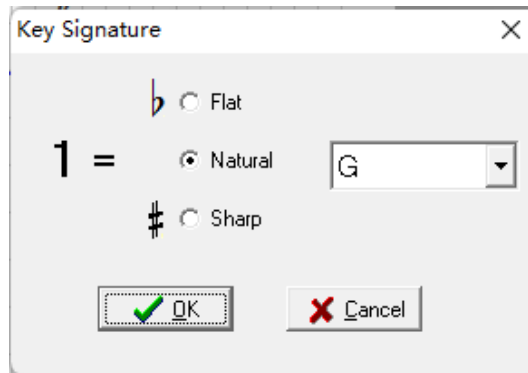 Key Signature
♭ Flat
1 = Natural G
♯ Sharp
OK Cancel